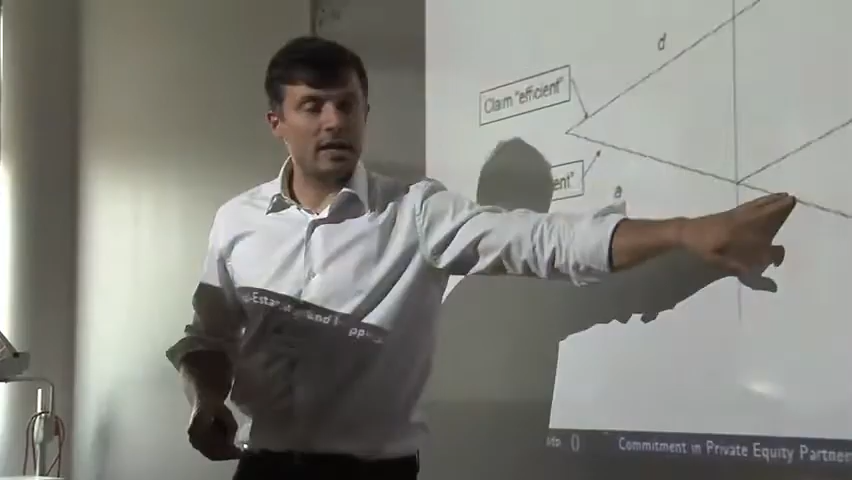 d
Claim "efficient"
ent"
a
Commitment in Private Equity Partner